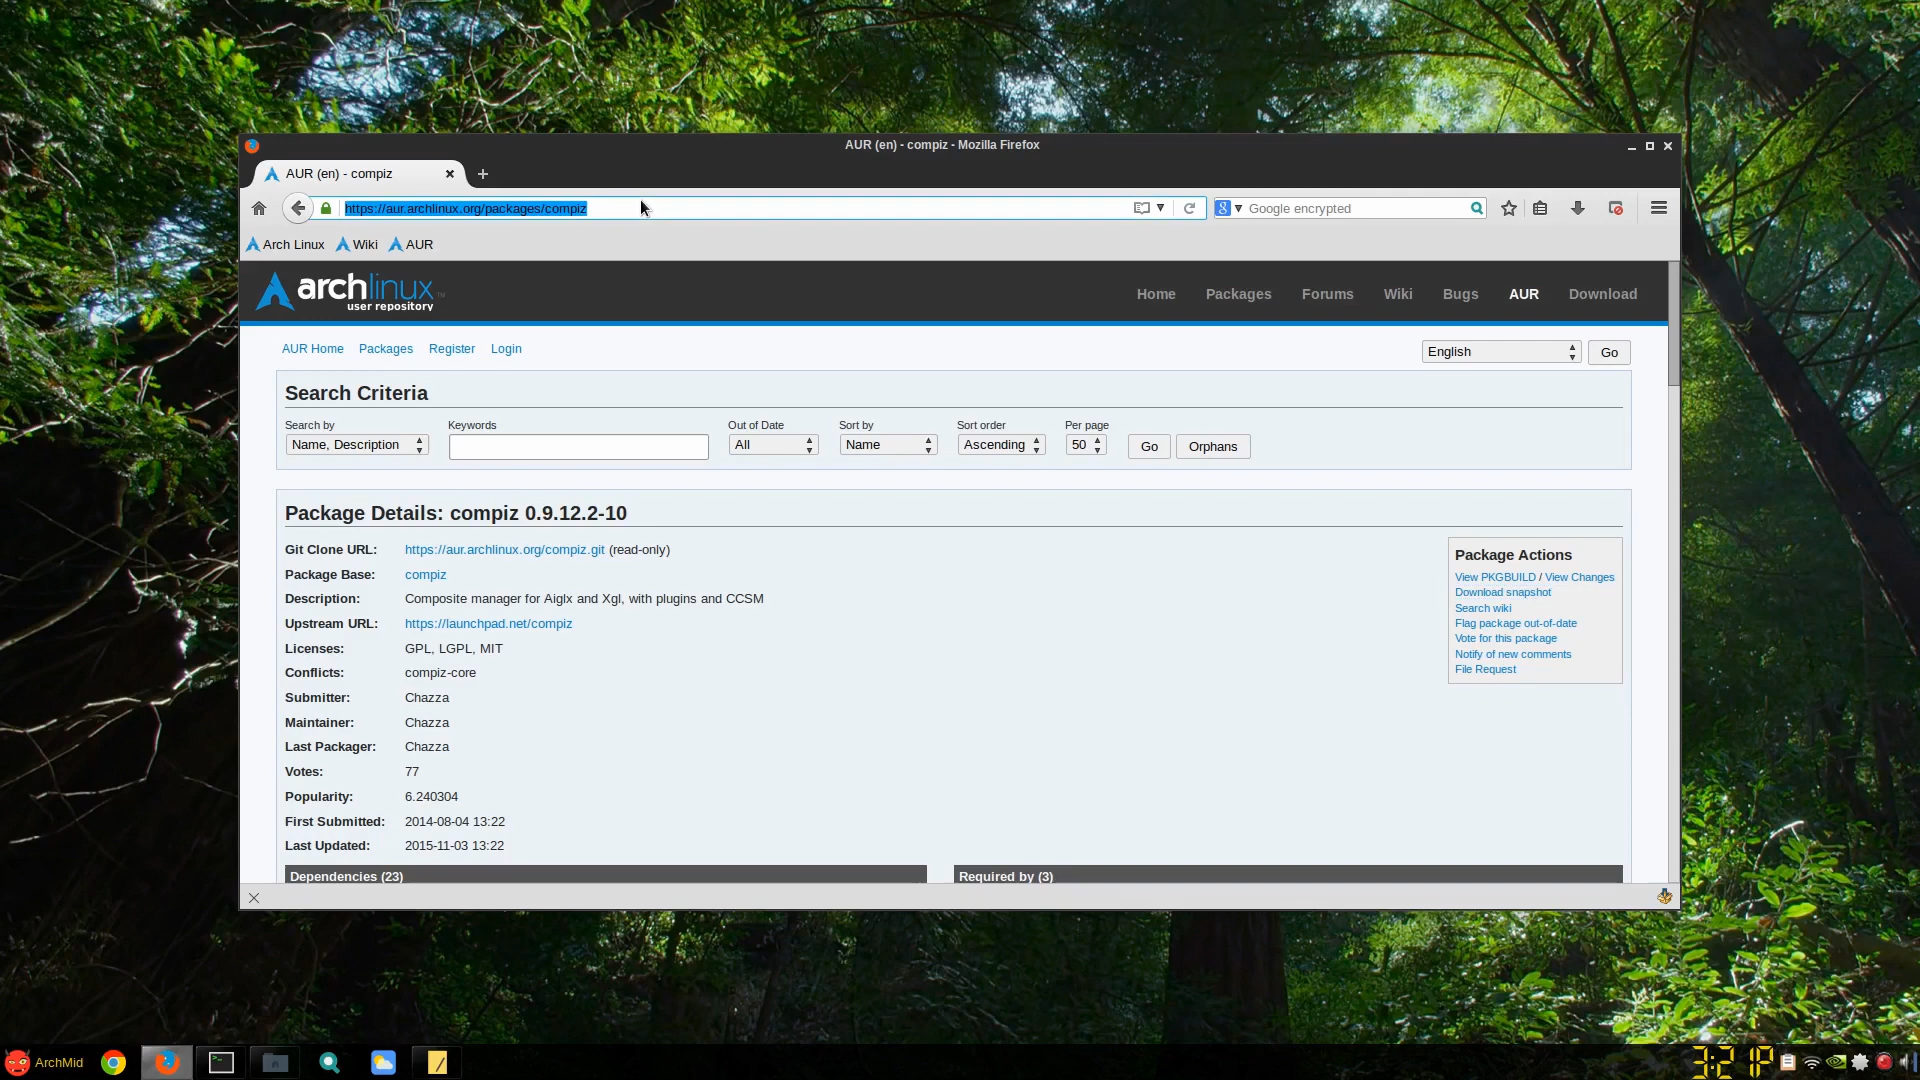 AUR (en) - compiz - Mozilla Firefox
AUR (en) - compiz
https://aur.archlinux.org/packages/compiz
Google encrypted
Arch Linux Wiki AUR
archlinux™
user repository
Home Packages Forums Wiki Bugs AUR Download
AUR Home Packages Register Login
English Go
Search Criteria
Search by Keywords Out of Date Sort by Sort order Per page
Name, Description All Name Ascending 50 Go Orphans
Package Details: compiz 0.9.12.2-10
Git Clone URL: https://aur.archlinux.org/compiz.git (read-only)
Package Base: compiz
Description: Composite manager for Aiglx and Xgl, with plugins and CCSM
Upstream URL: https://launchpad.net/compiz
Licenses: GPL, LGPL, MIT
Conflicts: compiz-core
Submitter: Chazza
Maintainer: Chazza
Last Packager: Chazza
Votes: 77
Popularity: 6.240304
First Submitted: 2014-08-04 13:22
Last Updated: 2015-11-03 13:22
Package Actions
View PKGBUILD / View Changes
Download snapshot
Search wiki
Flag package out-of-date
Vote for this package
Notify of new comments
File Request
Dependencies (23) Required by (3)
ArchMid
3:21P